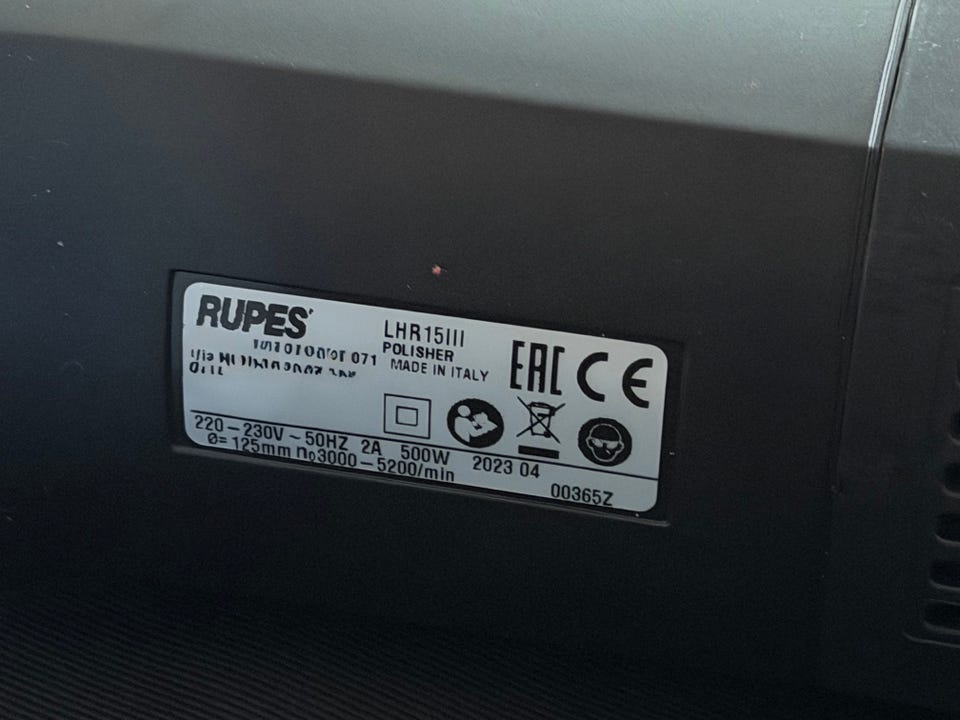 RUPES
LHR15III
POLISHER
MADE IN ITALY
071
EAC CE
220-230V ~ 50HZ 2A 500W 2023 04
Ø= 125mm n₀3000-5200/min
00365Z